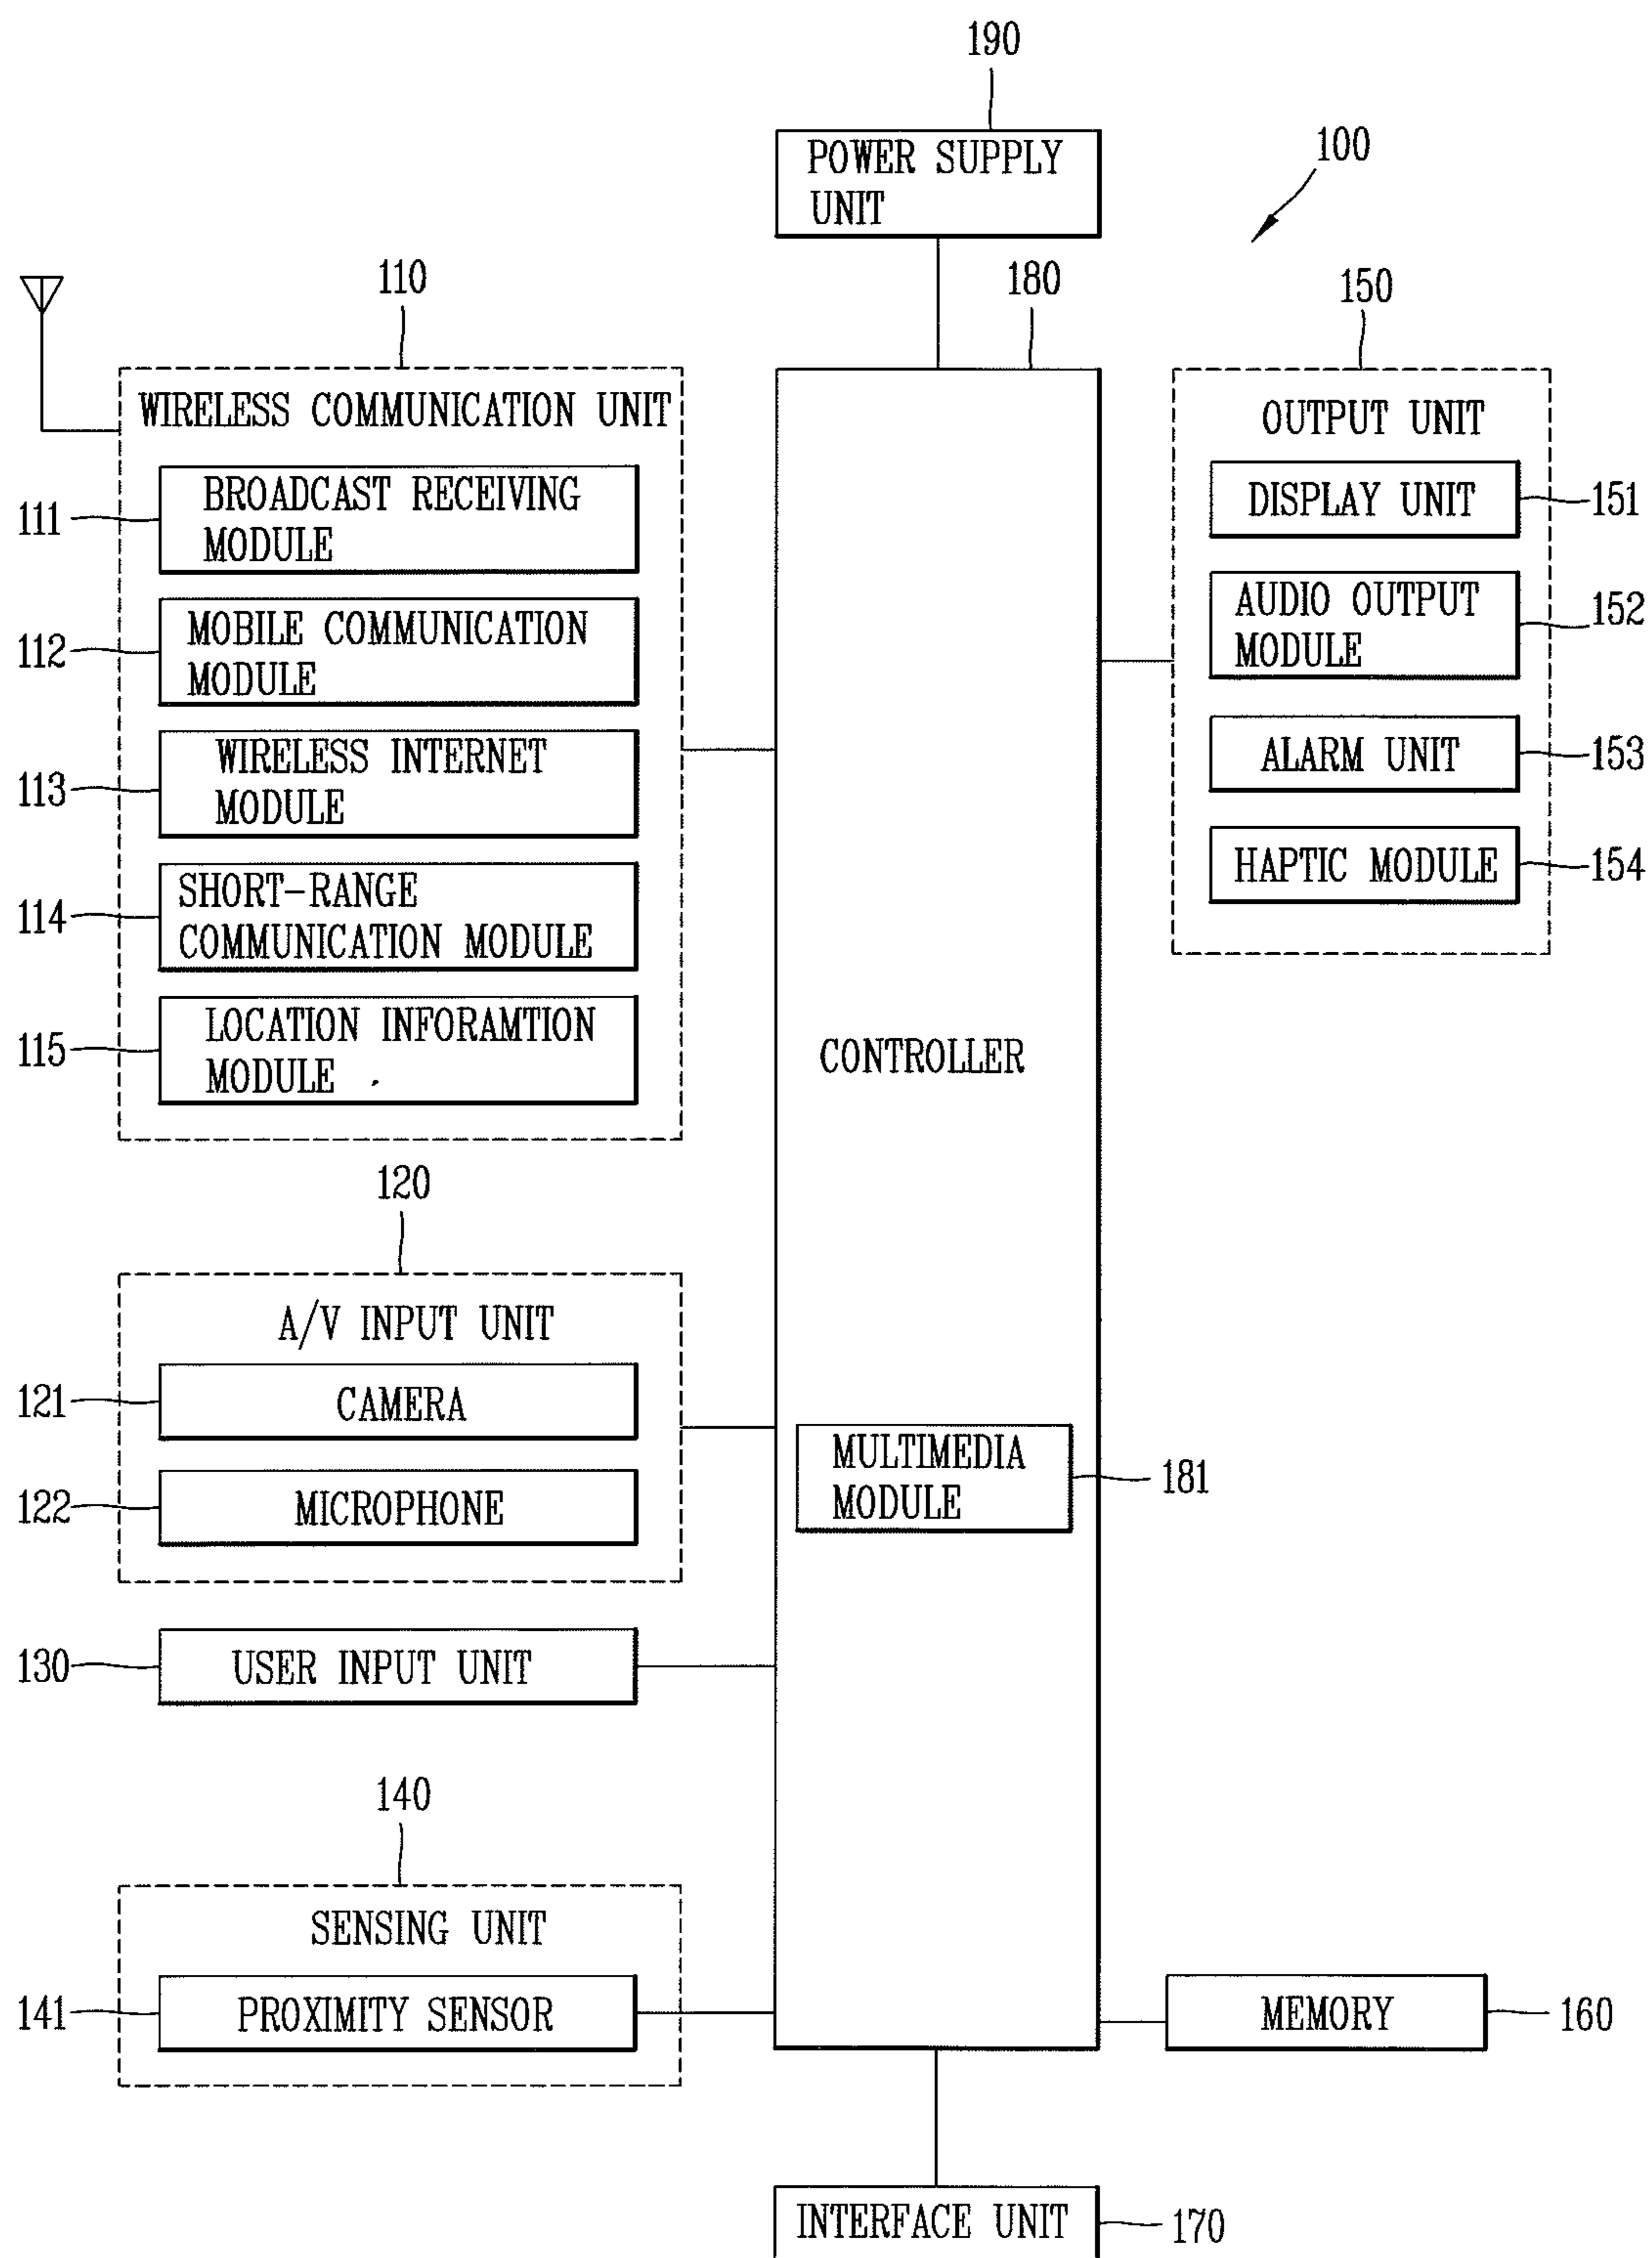 190
POWER SUPPLY
UNIT
100
110
180
150
WIRELESS COMMUNICATION UNIT
111
BROADCAST RECEIVING
MODULE
112
MOBILE COMMUNICATION
MODULE
113
WIRELESS INTERNET
MODULE
114
SHORT-RANGE
COMMUNICATION MODULE
115
LOCATION INFORAMTION
MODULE
OUTPUT UNIT
DISPLAY UNIT
151
AUDIO OUTPUT
MODULE
152
ALARM UNIT
153
HAPTIC MODULE
154
CONTROLLER
120
A/V INPUT UNIT
121
CAMERA
122
MICROPHONE
MULTIMEDIA
MODULE
181
130
USER INPUT UNIT
140
SENSING UNIT
141
PROXIMITY SENSOR
MEMORY
160
INTERFACE UNIT
170